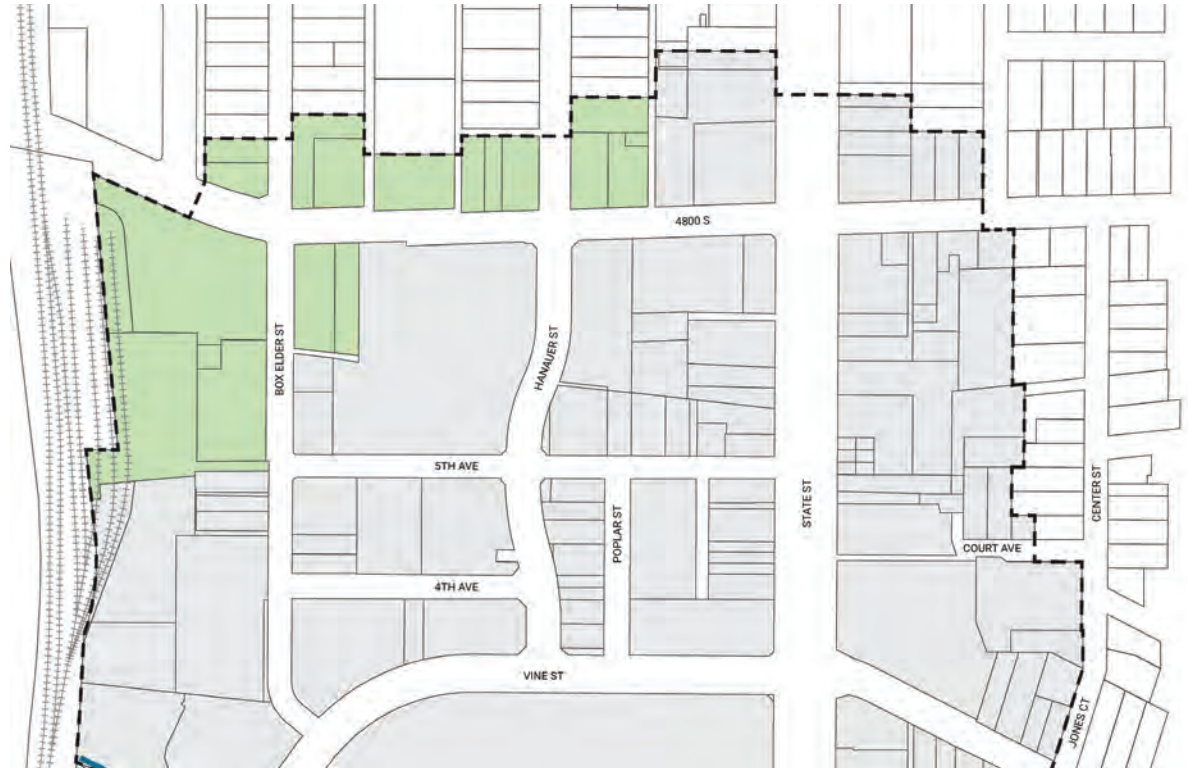 4800 S
BOX ELDER ST
HANAUER ST
5TH AVE
STATE ST
CENTER ST
POPLAR ST
COURT AVE
4TH AVE
VINE ST
JONES CT